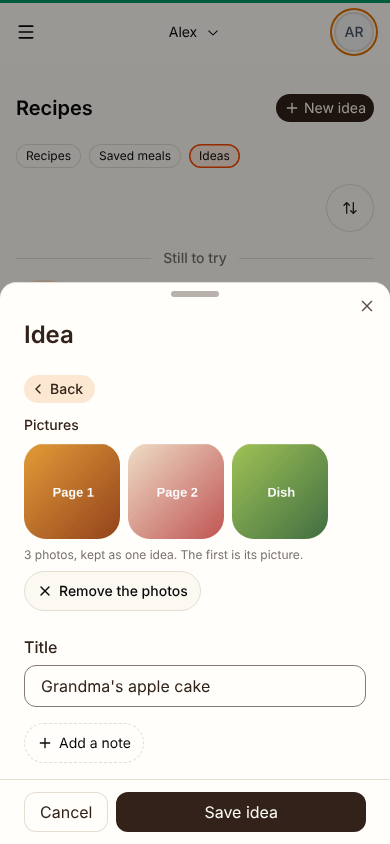 Alex
AR
Recipes
+ New idea
Recipes
Saved meals
Ideas
Still to try
Idea
Back
Pictures
Page 1
Page 2
Dish
3 photos, kept as one idea. The first is its picture.
Remove the photos
Title
Grandma's apple cake
+ Add a note
Cancel
Save idea